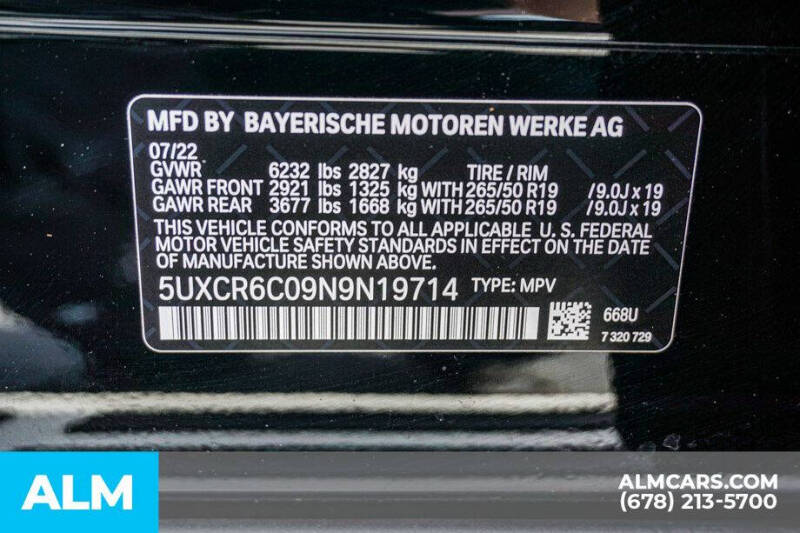 MFD BY BAYERISCHE MOTOREN WERKE AG
07/22
GVWR 6232 lbs 2827 kg TIRE / RIM
GAWR FRONT 2921 lbs 1325 kg WITH 265/50 R19 / 9.0J x 19
GAWR REAR 3677 lbs 1668 kg WITH 265/50 R19 / 9.0J x 19
THIS VEHICLE CONFORMS TO ALL APPLICABLE U. S. FEDERAL
MOTOR VEHICLE SAFETY STANDARDS IN EFFECT ON THE DATE
OF MANUFACTURE SHOWN ABOVE.
5UXCR6C09N9N19714 TYPE: MPV
668U
7 320 729
ALM
ALMCARS.COM
(678) 213-5700